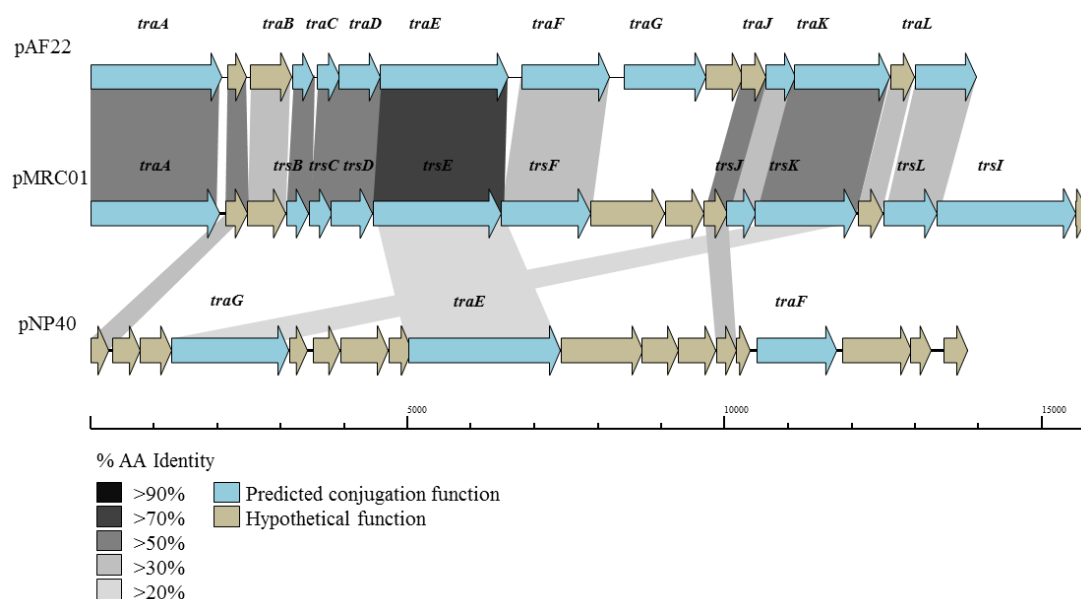 traA traB traC traD traE traF traG traJ traK traL
pAF22
traA trsB trsC trsD trsE trsF trsJ trsK trsL trsI
pMRC01
traG traE traF
pNP40
5000 10000 15000
% AA Identity
>90% Predicted conjugation function
>70% Hypothetical function
>50%
>30%
>20%